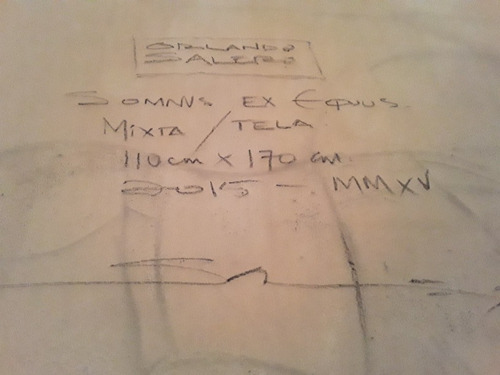 ORLANDO
SALERO
SOMNUS EX EQUUS.
MIXTA / TELA
110cm X 170 cm.
2015 - MMXV